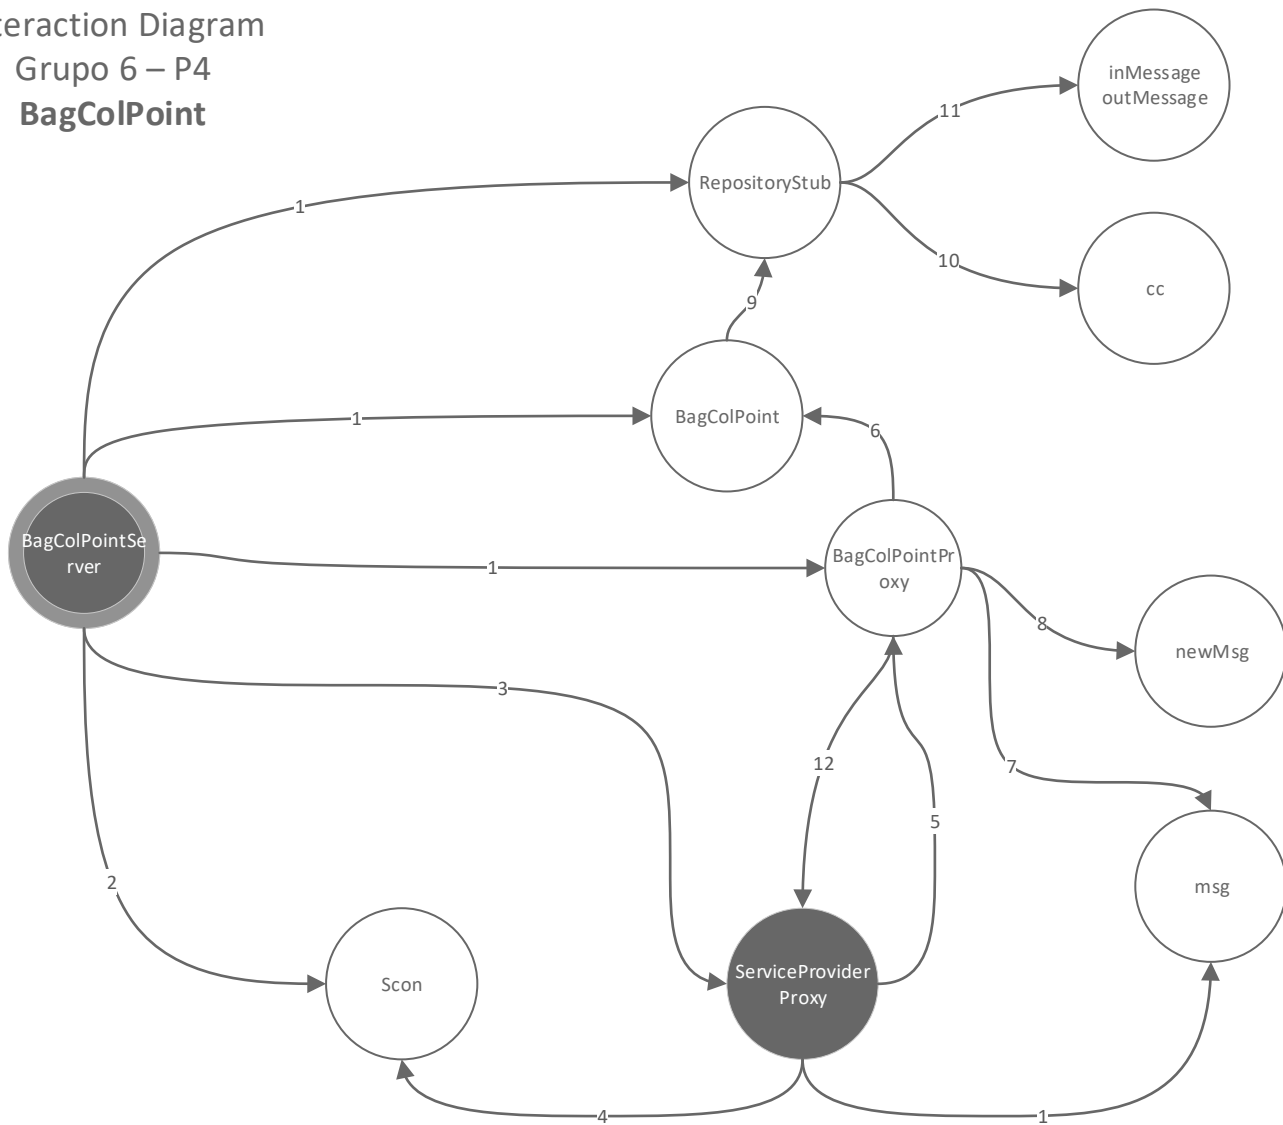 teraction Diagram
Grupo 6 – P4
BagColPoint
inMessage
outMessage
11
RepositoryStub
1
10
cc
9
1
BagColPoint
6
BagColPointSe
rver
1
BagColPointPr
oxy
8
newMsg
3
12
7
5
2
msg
Scon
ServiceProvider
Proxy
4
1